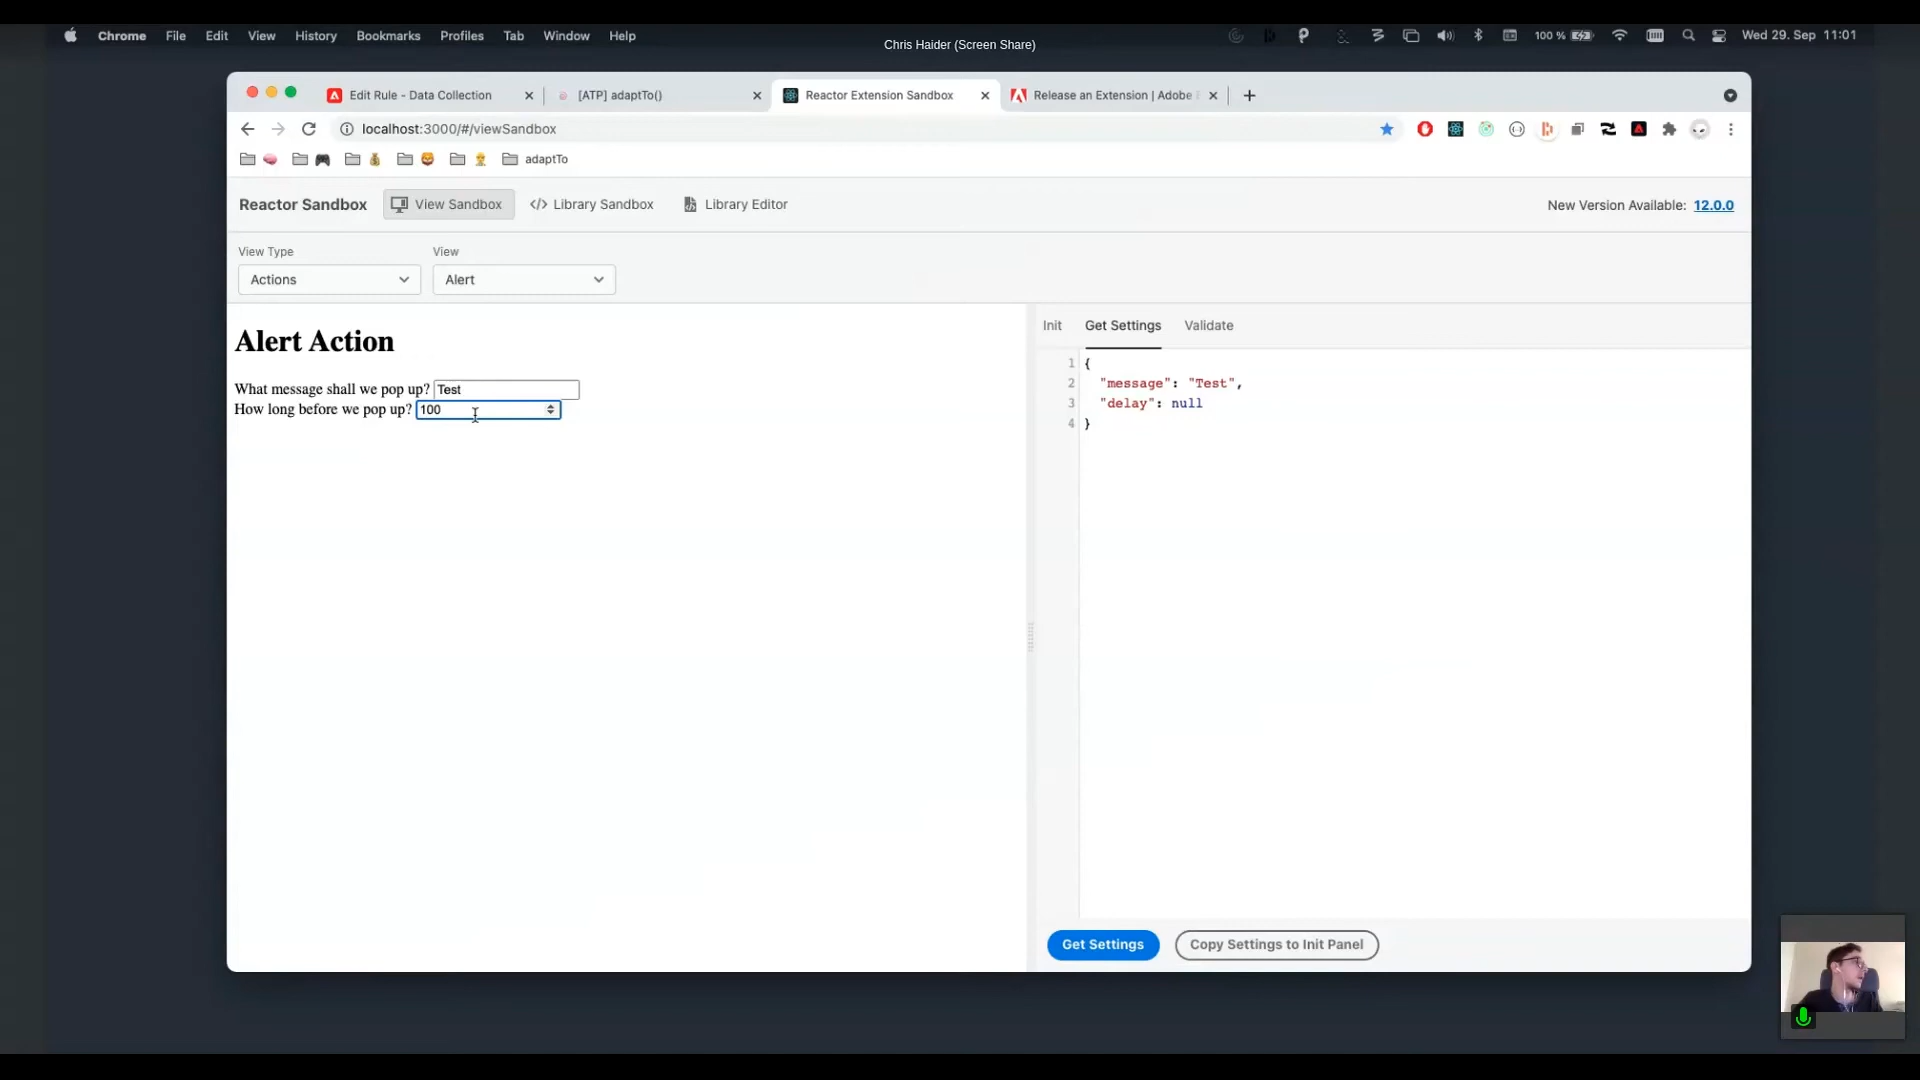 Chrome File Edit View History Bookmarks Profiles Tab Window Help
Chris Haider (Screen Share)
100 % Wed 29. Sep 11:01
Edit Rule - Data Collection
[ATP] adaptTo()
Reactor Extension Sandbox
Release an Extension | Adobe
localhost:3000/#/viewSandbox
adaptTo
Reactor Sandbox View Sandbox </> Library Sandbox Library Editor
New Version Available: 12.0.0
View Type View
Actions Alert
Alert Action
What message shall we pop up? Test
How long before we pop up? 100
Init Get Settings Validate
1 {
2 "message": "Test",
3 "delay": null
4 }
Get Settings Copy Settings to Init Panel